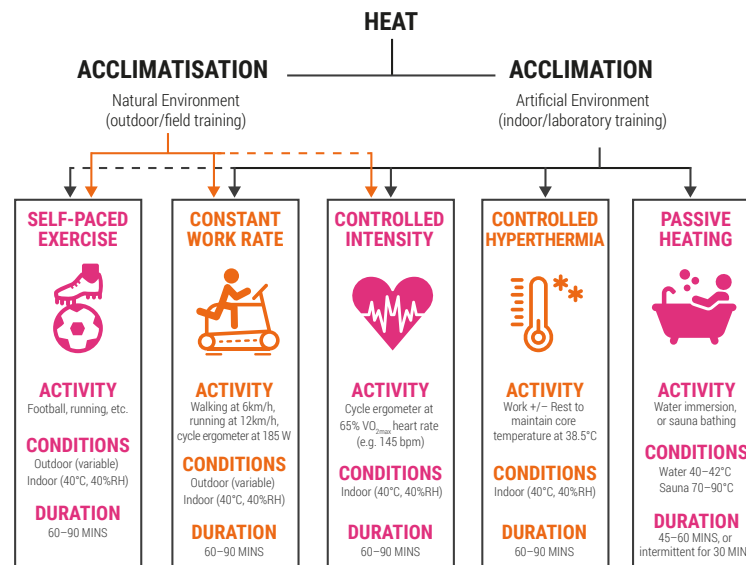 HEAT
ACCLIMATISATION
Natural Environment
(outdoor/field training)
ACCLIMATION
Artificial Environment
(indoor/laboratory training)
SELF-PACED
EXERCISE
ACTIVITY
Football, running, etc.
CONDITIONS
Outdoor (variable)
Indoor (40°C, 40%RH)
DURATION
60–90 MINS
CONSTANT
WORK RATE
ACTIVITY
Walking at 6km/h,
running at 12km/h,
cycle ergometer at 185 W
CONDITIONS
Outdoor (variable)
Indoor (40°C, 40%RH)
DURATION
60–90 MINS
CONTROLLED
INTENSITY
ACTIVITY
Cycle ergometer at
65% VO2max heart rate
(e.g. 145 bpm)
CONDITIONS
Indoor (40°C, 40%RH)
DURATION
60–90 MINS
CONTROLLED
HYPERTHERMIA
ACTIVITY
Work +/– Rest to
maintain core
temperature at 38.5°C
CONDITIONS
Indoor (40°C, 40%RH)
DURATION
60–90 MINS
PASSIVE
HEATING
ACTIVITY
Water immersion,
or sauna bathing
CONDITIONS
Water 40–42°C
Sauna 70–90°C
DURATION
45–60 MINS, or
intermittent for 30 MIN